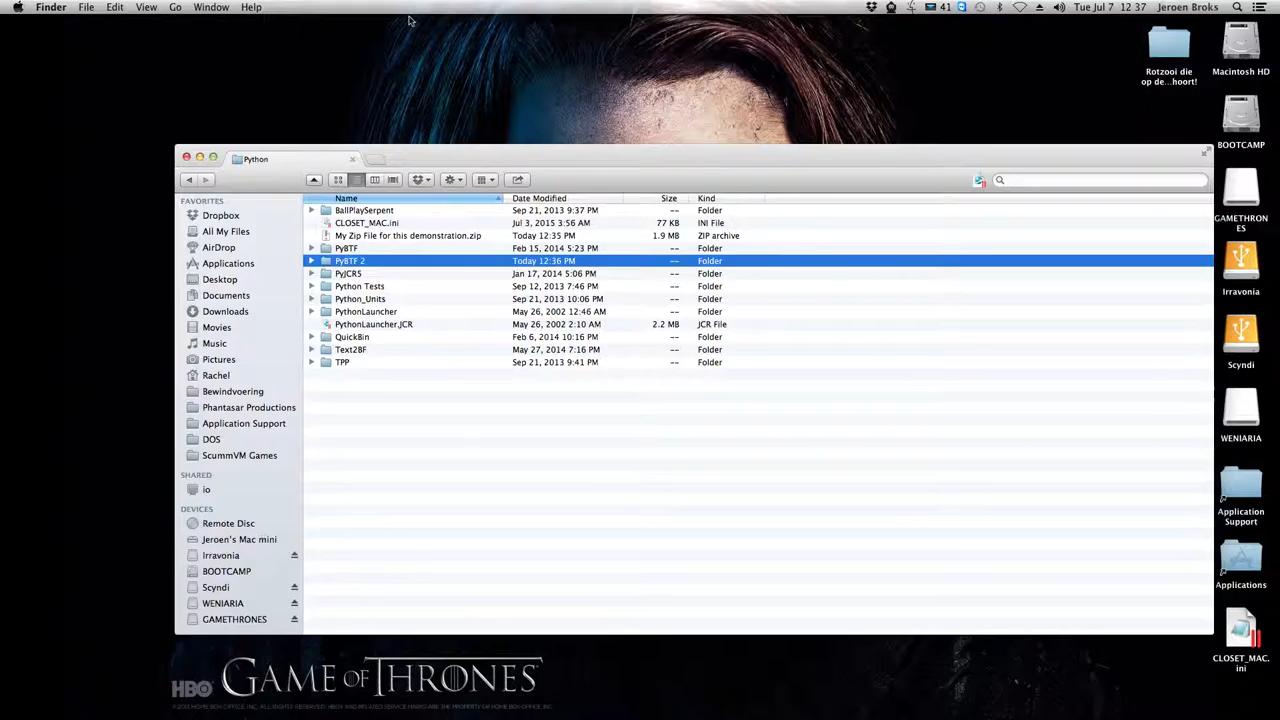 Finder File Edit View Go Window Help 41 Tue Jul 7 12:37 Jeroen Broks
Rotzooi die op de...hoort!
Macintosh HD
BOOTCAMP
GAMETHRONES
Irravonia
Scyndi
WENIARIA
Application Support
Applications
CLOSET_MAC.ini
Python
FAVORITES
Dropbox
All My Files
AirDrop
Applications
Desktop
Documents
Downloads
Movies
Music
Pictures
Rachel
Bewindvoering
Phantasar Productions
Application Support
DOS
ScummVM Games
SHARED
io
DEVICES
Remote Disc
Jeroen's Mac mini
Irravonia
BOOTCAMP
Scyndi
WENIARIA
GAMETHRONES
Name Date Modified Size Kind
BallPlaySerpent Sep 21, 2013 9:37 PM -- Folder
CLOSET_MAC.ini Jul 3, 2015 3:56 AM 77 KB INI File
My Zip File for this demonstration.zip Today 12:35 PM 1.9 MB ZIP archive
PyBTF Feb 15, 2014 5:23 PM -- Folder
PyBTF 2 Today 12:36 PM -- Folder
PyJCR5 Jan 17, 2014 5:06 PM -- Folder
Python Tests Sep 12, 2013 7:46 PM -- Folder
Python_Units Sep 21, 2013 10:06 PM -- Folder
PythonLauncher May 26, 2002 12:46 AM -- Folder
PythonLauncher.JCR May 26, 2002 2:10 AM 2.2 MB JCR File
QuickBin Feb 6, 2014 10:16 PM -- Folder
Text2BF May 27, 2014 7:16 PM -- Folder
TPP Sep 21, 2013 9:41 PM -- Folder
HBO GAME OF THRONES